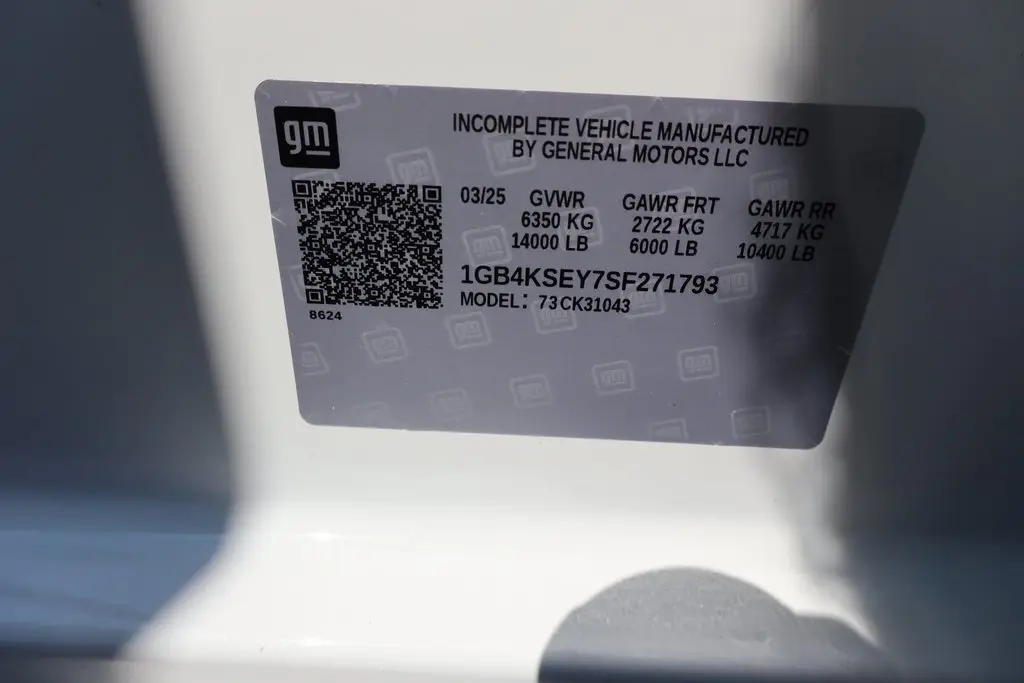 gm
INCOMPLETE VEHICLE MANUFACTURED
BY GENERAL MOTORS LLC
03/25 GVWR GAWR FRT GAWR RR
6350 KG 2722 KG 4717 KG
14000 LB 6000 LB 10400 LB
1GB4KSEY7SF271793
MODEL: 73CK31043
8624